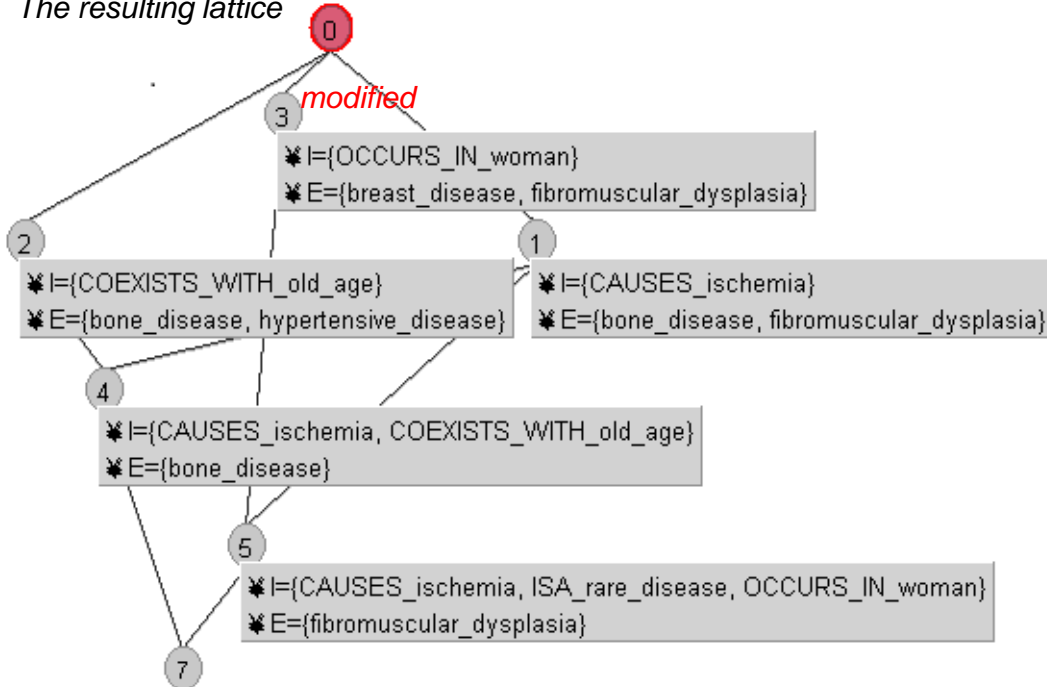 The resulting lattice
0
modified
3
I={OCCURS_IN_woman}
E={breast_disease, fibromuscular_dysplasia}
2
1
I={COEXISTS_WITH_old_age}
E={bone_disease, hypertensive_disease}
I={CAUSES_ischemia}
E={bone_disease, fibromuscular_dysplasia}
4
I={CAUSES_ischemia, COEXISTS_WITH_old_age}
E={bone_disease}
5
I={CAUSES_ischemia, ISA_rare_disease, OCCURS_IN_woman}
E={fibromuscular_dysplasia}
7